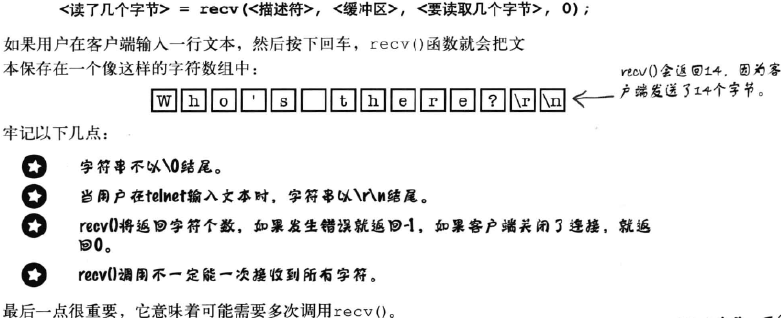 <读了几个字节> = recv(<描述符>, <缓冲区>, <要读取几个字节>, 0);
如果用户在客户端输入一行文本，然后按下回车，recv()函数就会把文
本保存在一个像这样的字符数组中：
recv()会返回14，因为客
户端发送了14个字节。
W h o ' s   t h e r e ? \r \n
牢记以下几点：
字符串不以\0结尾。
当用户在telnet输入文本时，字符串以\r\n结尾。
recv()将返回字符个数，如果发生错误就返回-1，如果客户端关闭了连接，就返
回0。
recv()调用不一定能一次接收到所有字符。
最后一点很重要，它意味着可能需要多次调用recv()。